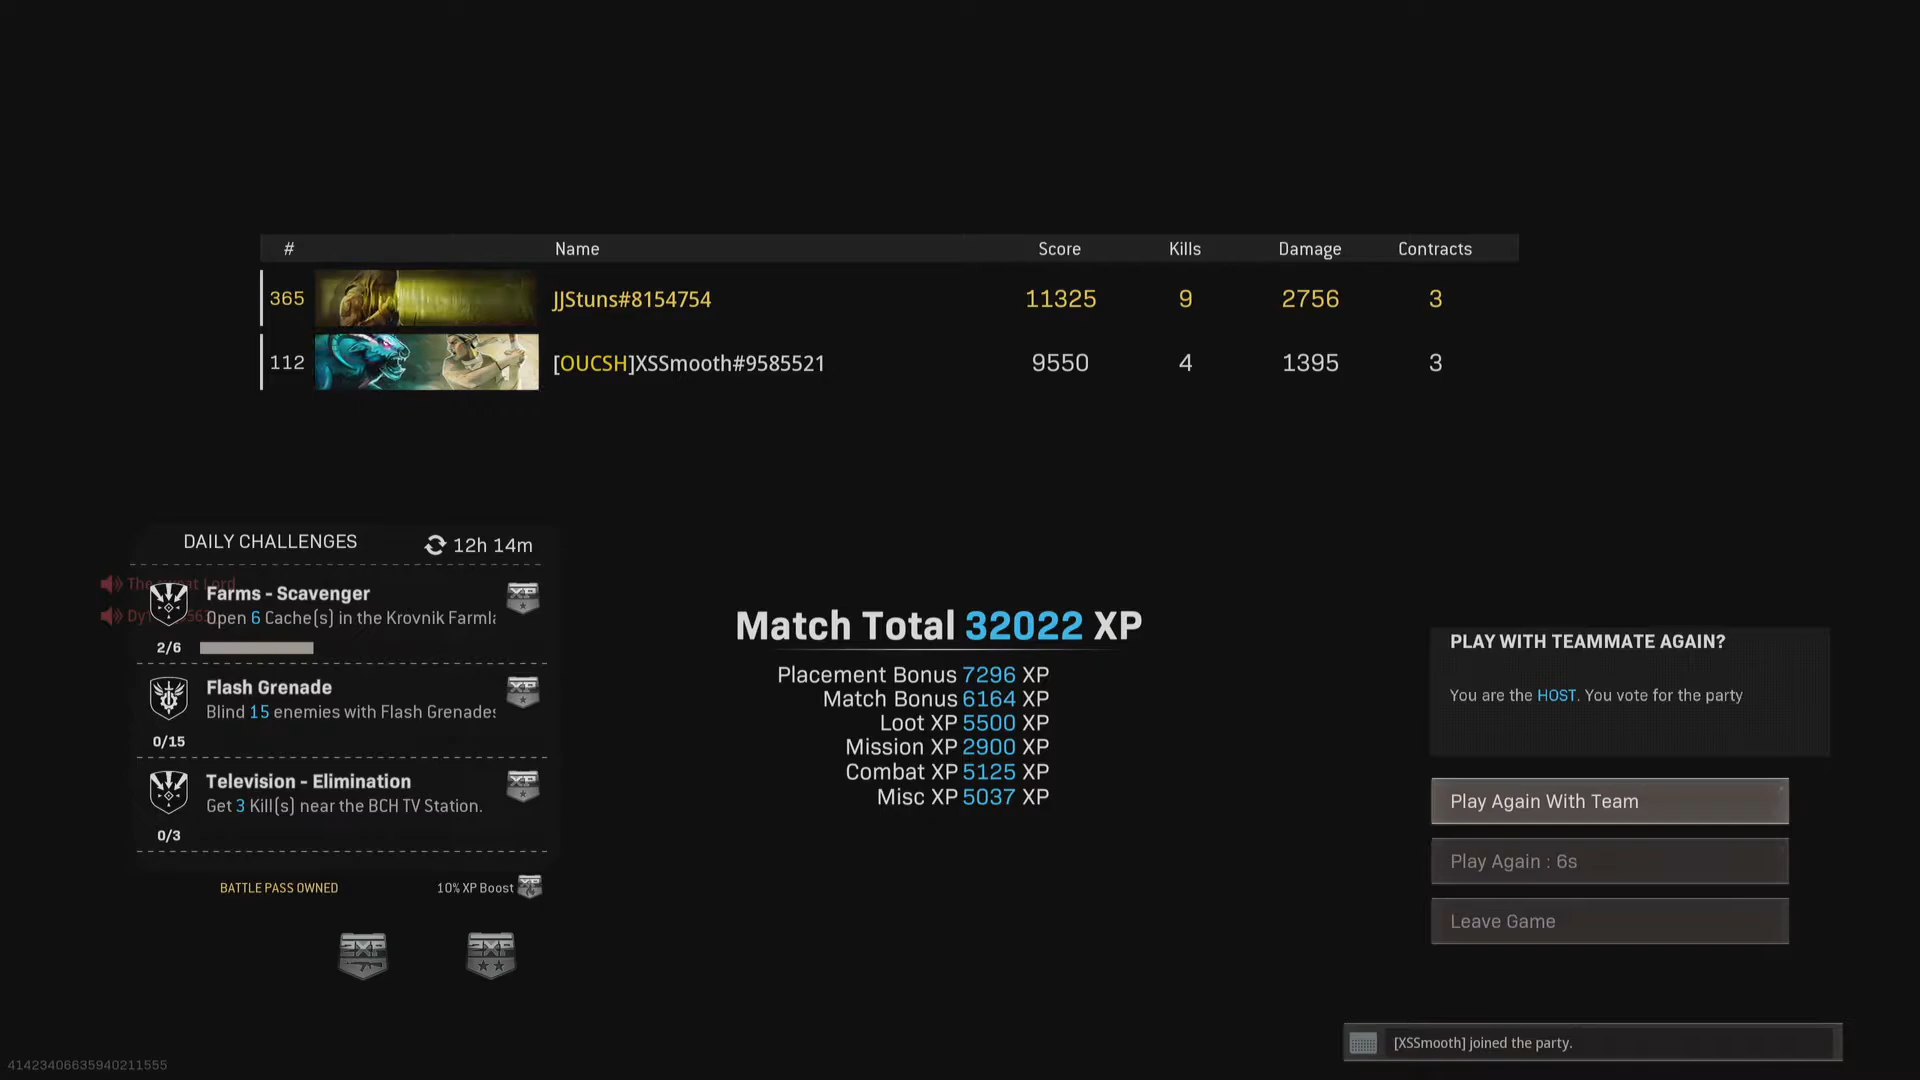 # Name Score Kills Damage Contracts
365 JJStuns#8154754 11325 9 2756 3
112 [OUCSH]XSSmooth#9585521 9550 4 1395 3
DAILY CHALLENGES 12h 14m
Farms - Scavenger
Open 6 Cache(s) in the Krovnik Farmla
2/6
Flash Grenade
Blind 15 enemies with Flash Grenades
0/15
Television - Elimination
Get 3 Kill(s) near the BCH TV Station.
0/3
BATTLE PASS OWNED 10% XP Boost
Match Total 32022 XP
Placement Bonus 7296 XP
Match Bonus 6164 XP
Loot XP 5500 XP
Mission XP 2900 XP
Combat XP 5125 XP
Misc XP 5037 XP
PLAY WITH TEAMMATE AGAIN?
You are the HOST. You vote for the party
Play Again With Team
Play Again : 6s
Leave Game
[XSSmooth] joined the party.
41423406635940211555